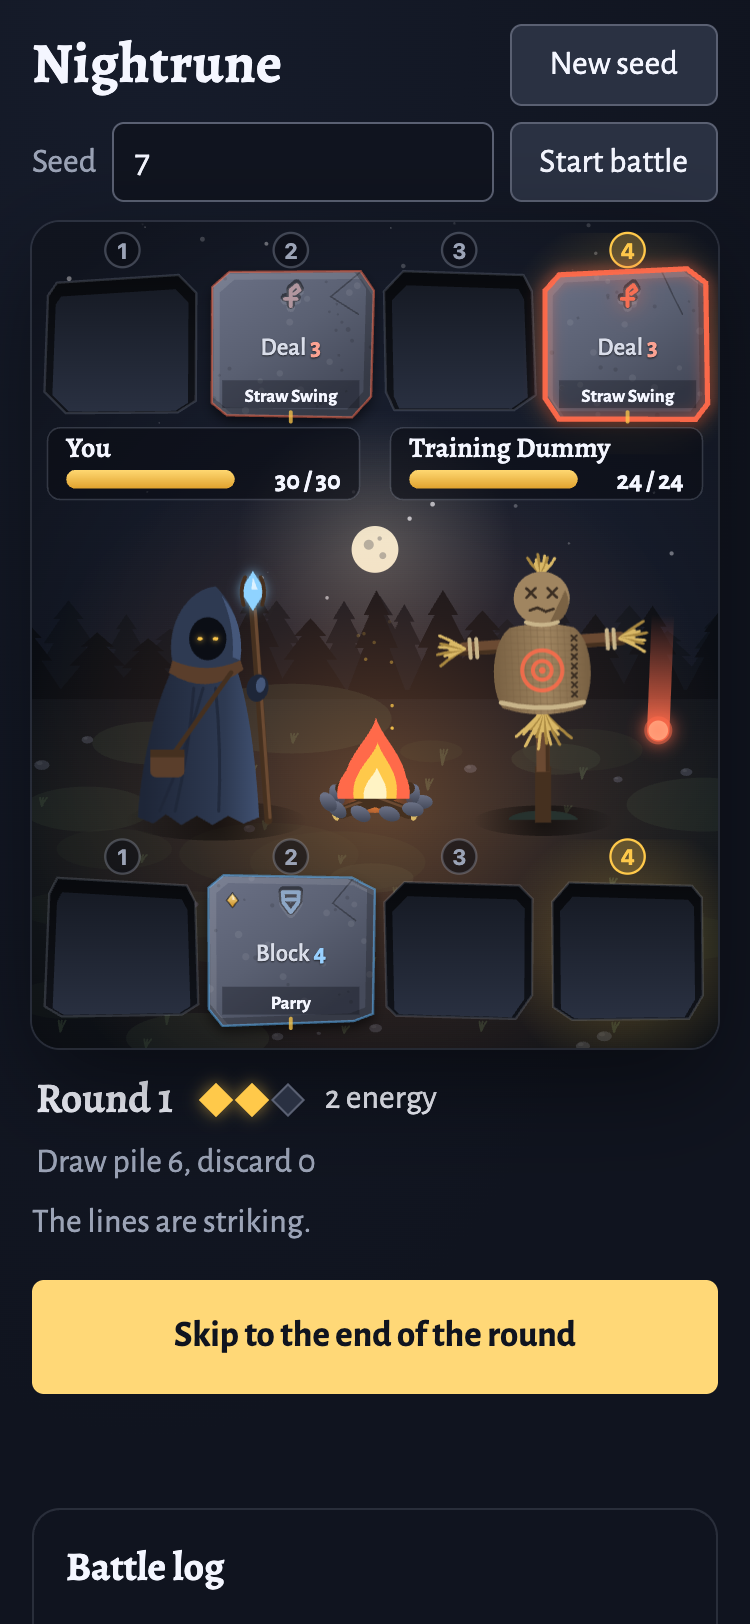 Nightrune
New seed
Seed
7
Start battle
1
2
3
4
Deal 3
Straw Swing
Deal 3
Straw Swing
You
30/30
Training Dummy
24/24
1
2
3
4
Block 4
Parry
Round 1
2 energy
Draw pile 6, discard 0
The lines are striking.
Skip to the end of the round
Battle log